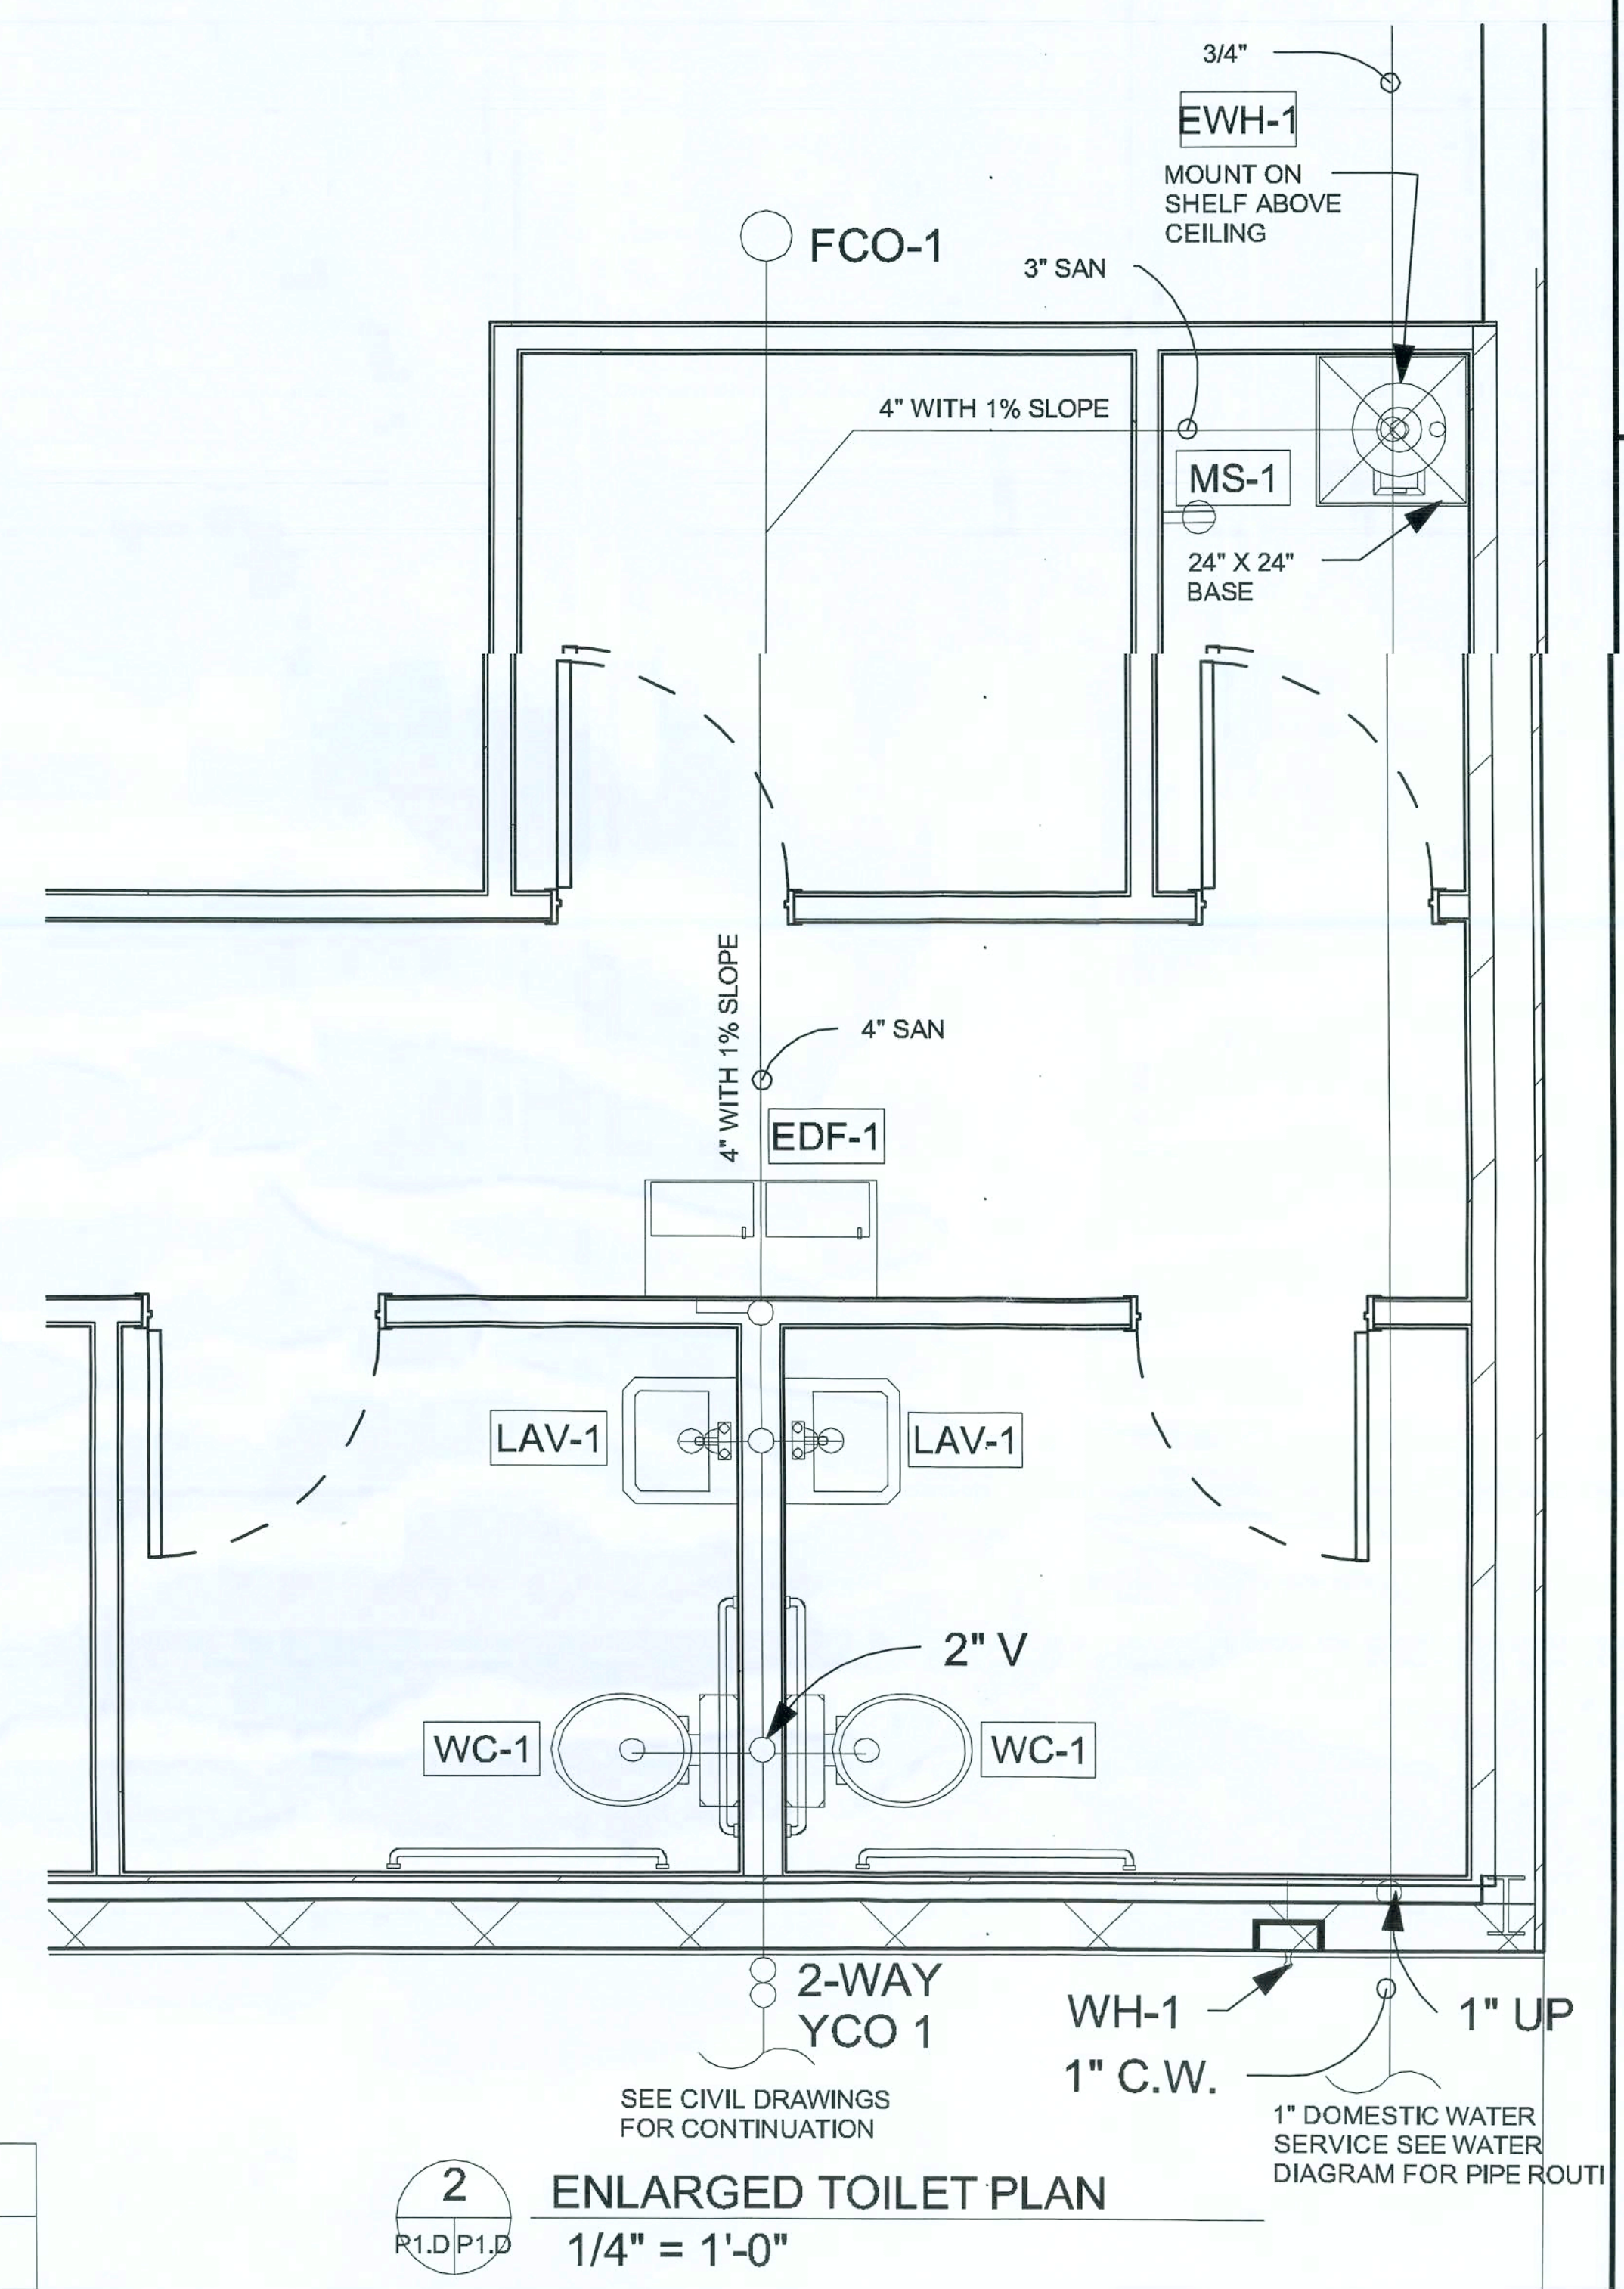 3/4"
EWH-1
MOUNT ON
SHELF ABOVE
CEILING
FCO-1
3" SAN
4" WITH 1% SLOPE
MS-1
24" X 24"
BASE
4" WITH 1% SLOPE
4" SAN
EDF-1
LAV-1
LAV-1
2" V
WC-1
WC-1
2-WAY
YCO 1
WH-1
1" UP
1" C.W.
SEE CIVIL DRAWINGS
FOR CONTINUATION
1" DOMESTIC WATER
SERVICE SEE WATER
DIAGRAM FOR PIPE ROUTI
2
P1.D P1.D
ENLARGED TOILET PLAN
1/4" = 1'-0"